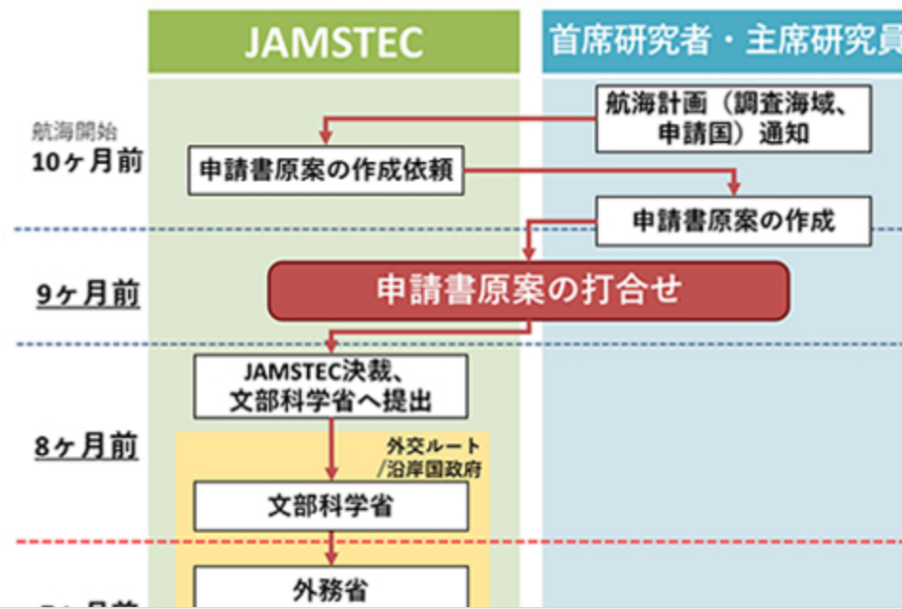 JAMSTEC
首席研究者・主席研究員
航海計画（調査海域、
申請国）通知
航海開始
10ヶ月前
申請書原案の作成依頼
申請書原案の作成
9ヶ月前
申請書原案の打合せ
JAMSTEC決裁、
文部科学省へ提出
8ヶ月前
外交ルート
/沿岸国政府
文部科学省
外務省